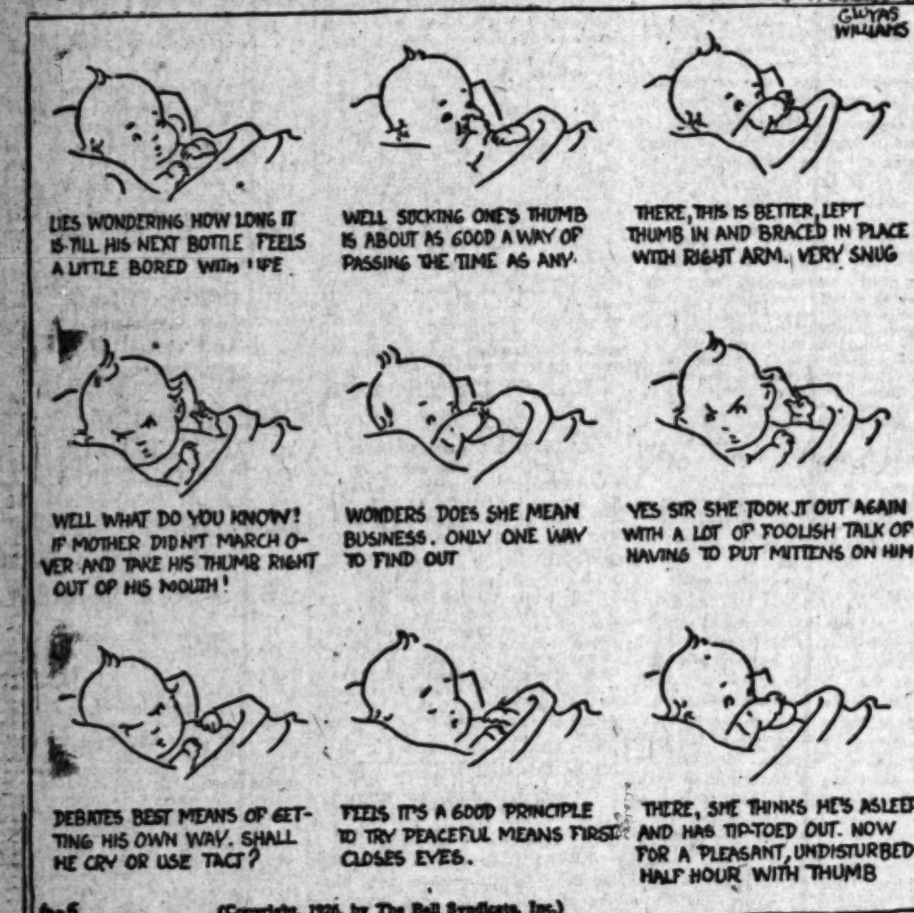 GLUYAS
WILLIAMS
LIES WONDERING HOW LONG IT
IS TILL HIS NEXT BOTTLE FEELS
A LITTLE BORED WITH LIFE
WELL SUCKING ONE'S THUMB
IS ABOUT AS GOOD A WAY OF
PASSING THE TIME AS ANY.
THERE, THIS IS BETTER, LEFT
THUMB IN AND BRACED IN PLACE
WITH RIGHT ARM. VERY SNUG
WELL WHAT DO YOU KNOW!
IF MOTHER DIDN'T MARCH O-
VER AND TAKE HIS THUMB RIGHT
OUT OF HIS MOUTH!
WONDERS DOES SHE MEAN
BUSINESS. ONLY ONE WAY
TO FIND OUT
YES SIR SHE TOOK IT OUT AGAIN
WITH A LOT OF FOOLISH TALK OF
HAVING TO PUT MITTENS ON HIM
DEBATES BEST MEANS OF GET-
TING HIS OWN WAY. SHALL
HE CRY OR USE TACT?
FEELS IT'S A GOOD PRINCIPLE
TO TRY PEACEFUL MEANS FIRST.
CLOSES EYES.
THERE, SHE THINKS HE'S ASLEEP
AND HAS TIP-TOED OUT. NOW
FOR A PLEASANT, UNDISTURBED
HALF HOUR WITH THUMB
(Copyright, 1926, by The Bell Syndicate, Inc.)